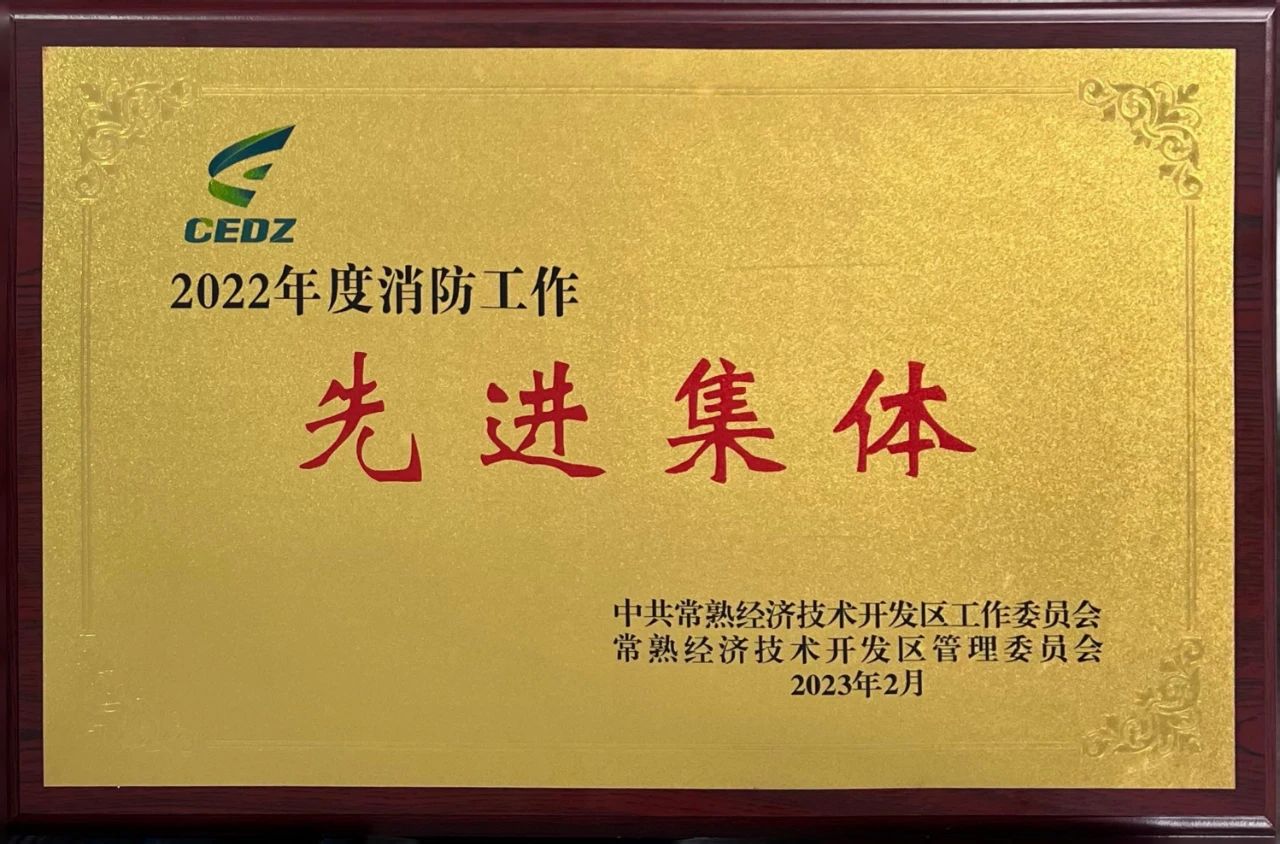 CEDZ
2022年度消防工作
先进集体
中共常熟经济技术开发区工作委员会
常熟经济技术开发区管理委员会
2023年2月